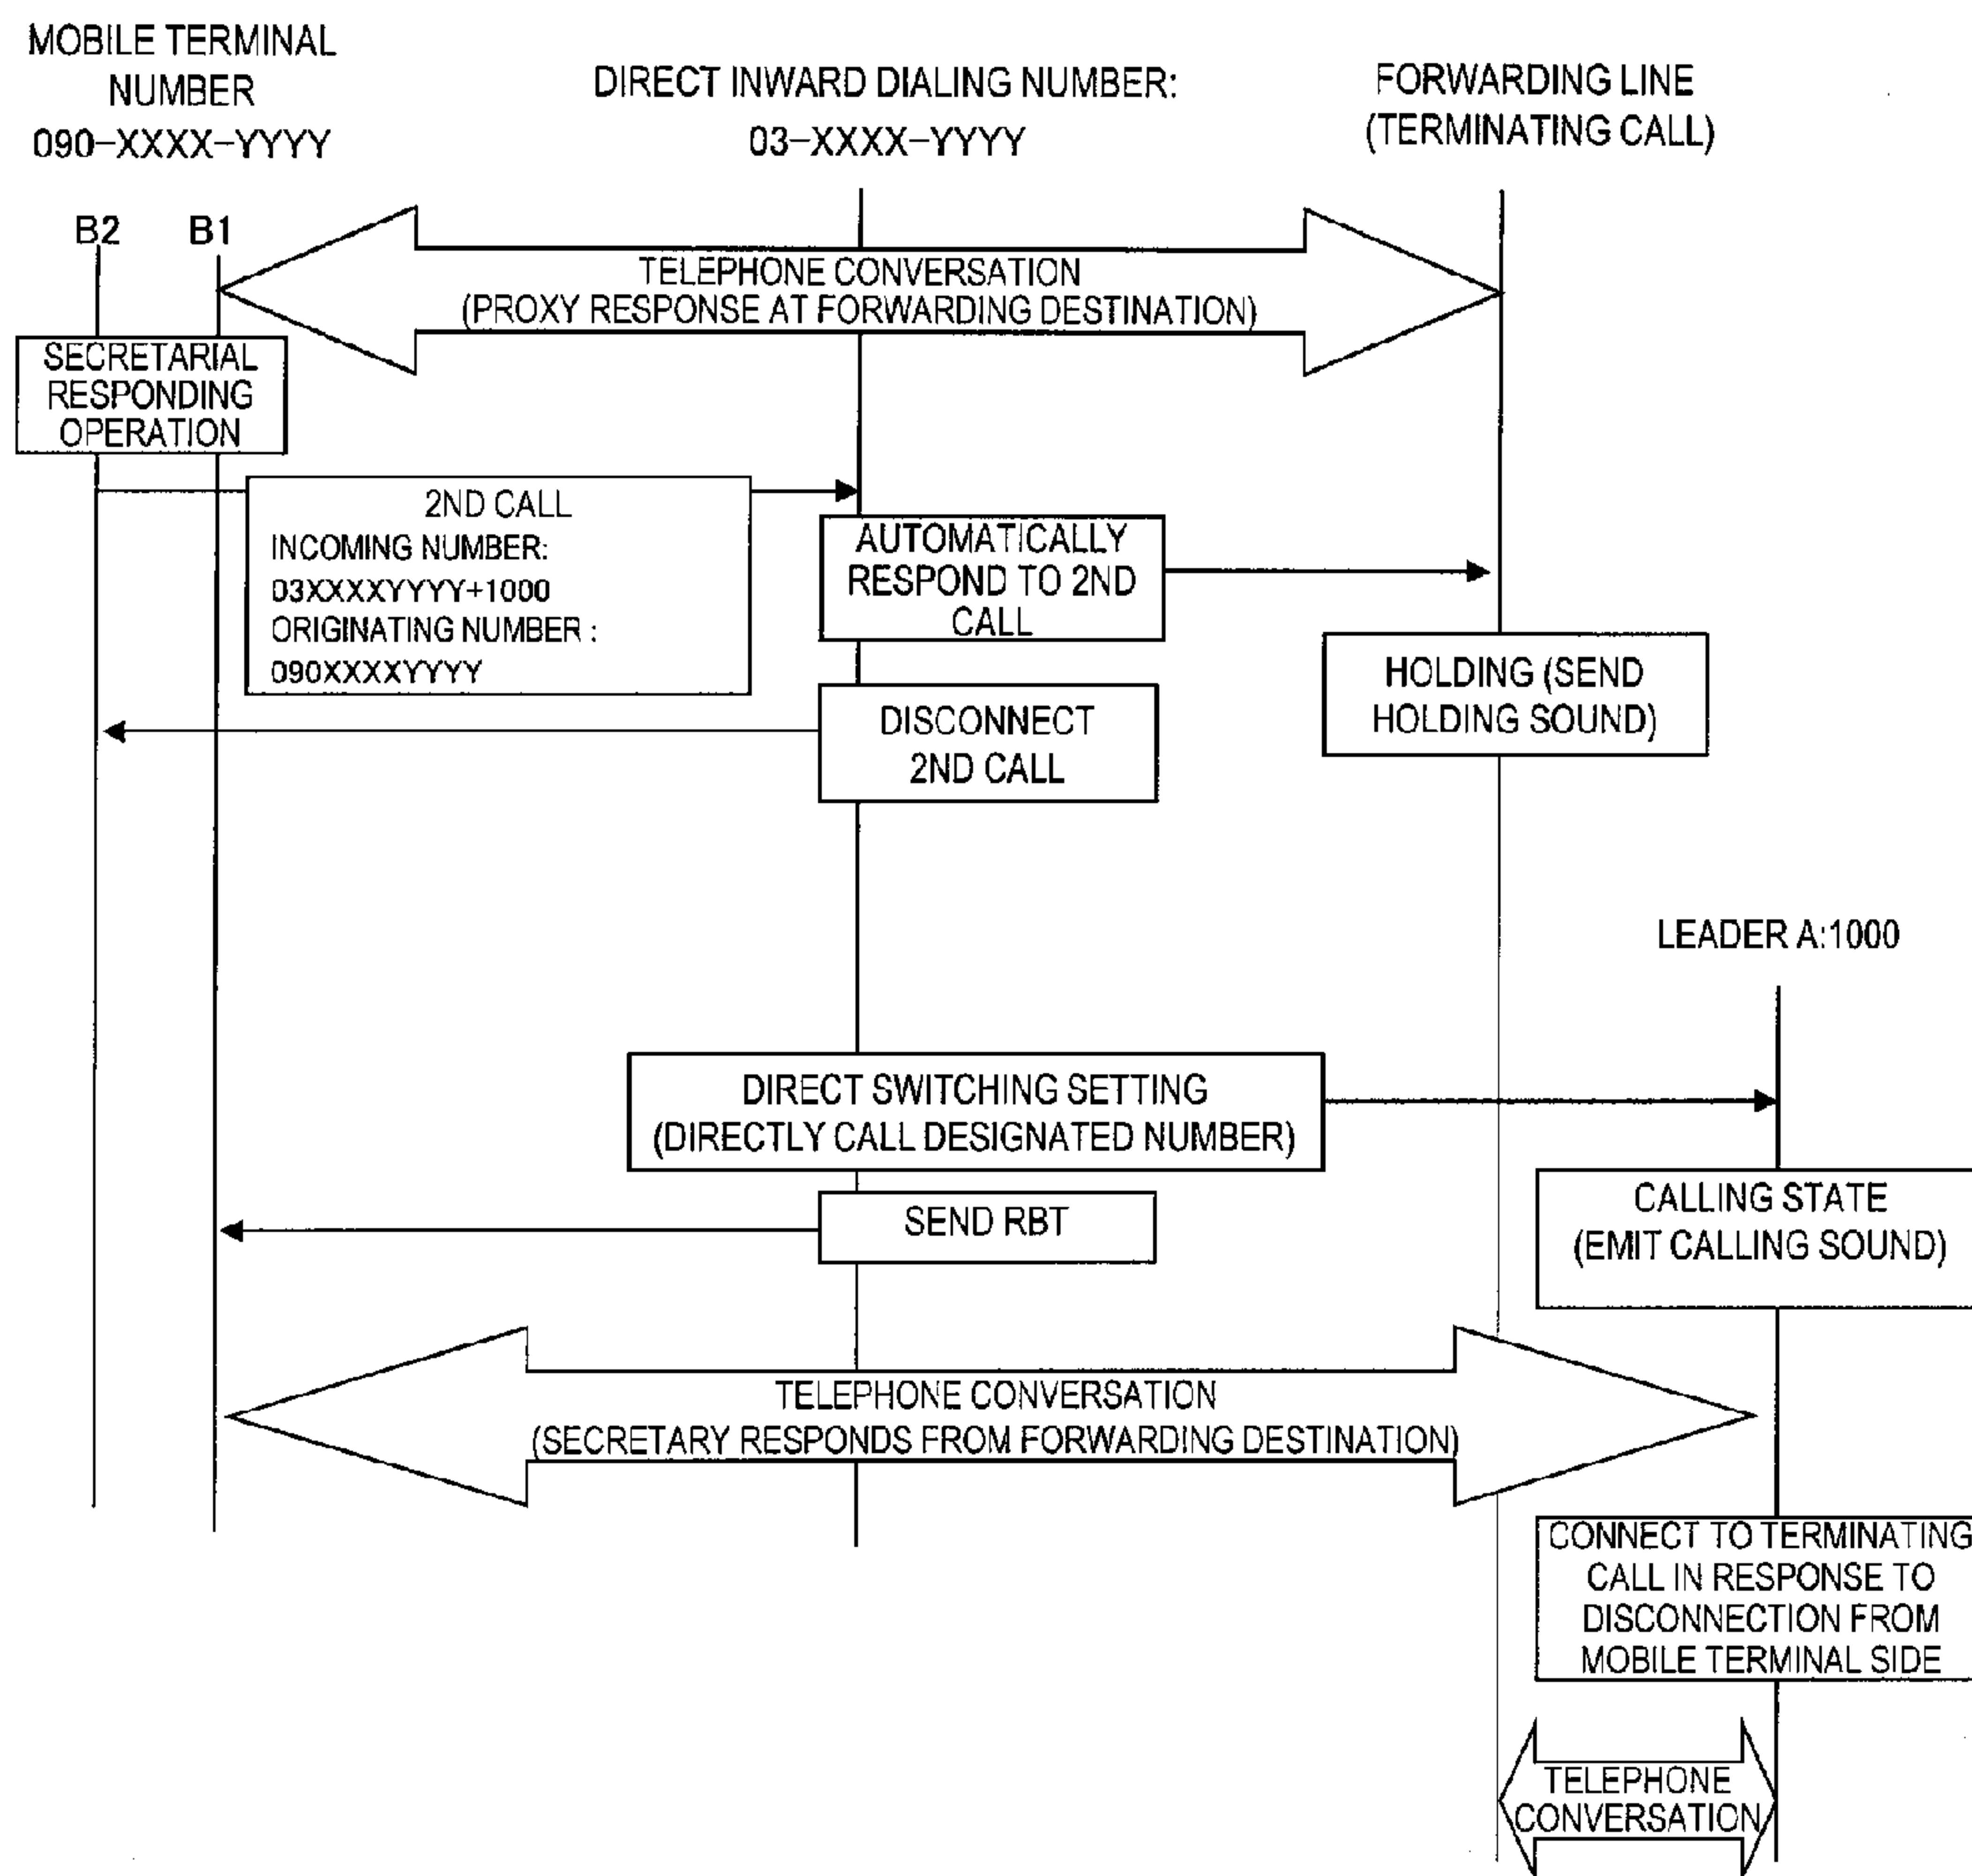 MOBILE TERMINAL
NUMBER
090-XXXX-YYYY
DIRECT INWARD DIALING NUMBER:
03-XXXX-YYYY
FORWARDING LINE
(TERMINATING CALL)
B2
B1
TELEPHONE CONVERSATION
(PROXY RESPONSE AT FORWARDING DESTINATION)
SECRETARIAL
RESPONDING
OPERATION
2ND CALL
INCOMING NUMBER:
03XXXXYYYY+1000
ORIGINATING NUMBER :
090XXXXYYYY
AUTOMATICALLY
RESPOND TO 2ND
CALL
HOLDING (SEND
HOLDING SOUND)
DISCONNECT
2ND CALL
LEADER A:1000
DIRECT SWITCHING SETTING
(DIRECTLY CALL DESIGNATED NUMBER)
SEND RBT
CALLING STATE
(EMIT CALLING SOUND)
TELEPHONE CONVERSATION
(SECRETARY RESPONDS FROM FORWARDING DESTINATION)
CONNECT TO TERMINATING
CALL IN RESPONSE TO
DISCONNECTION FROM
MOBILE TERMINAL SIDE
TELEPHONE
CONVERSATION